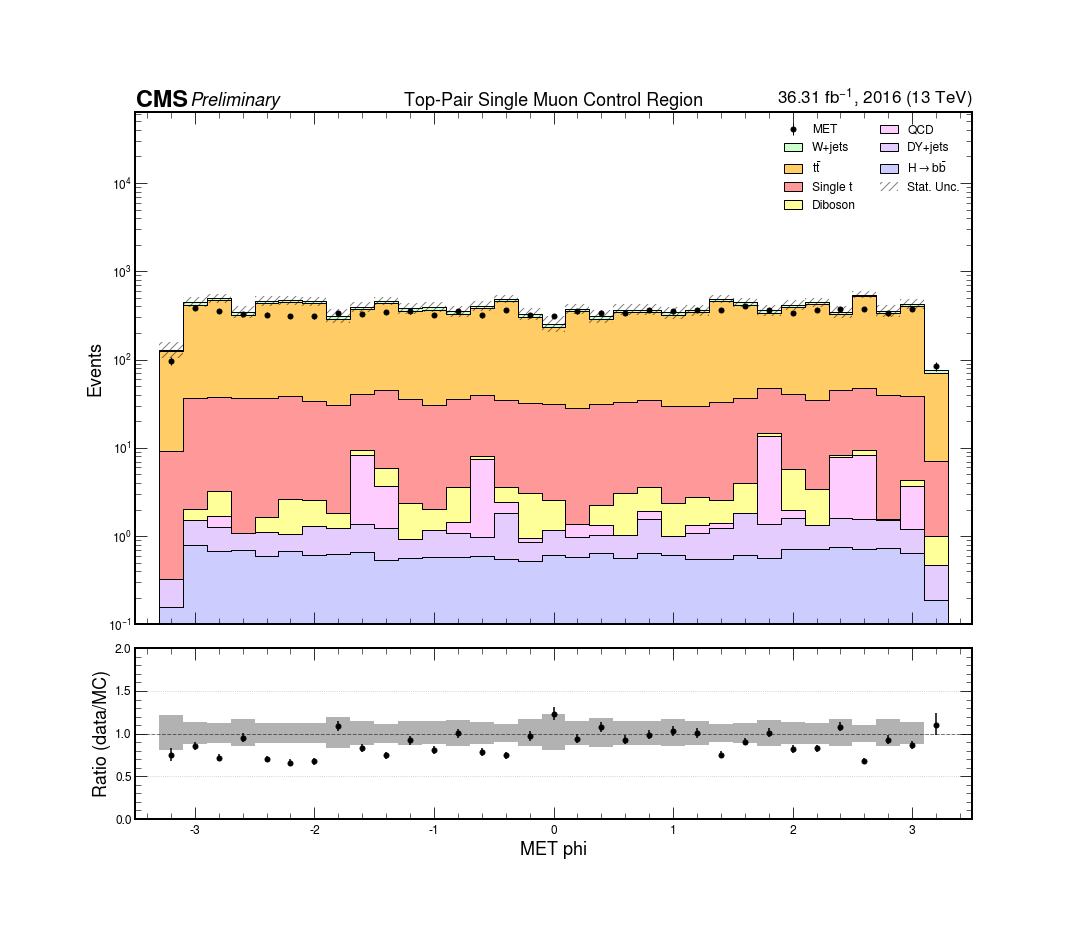 CMS Preliminary Top-Pair Single Muon Control Region 36.31 fb⁻¹, 2016 (13 TeV)
MET QCD
W+jets DY+jets
tt̄ H→bb̄
Single t Stat. Unc.
Diboson
Events
10⁴
10³
10²
10¹
10⁰
10⁻¹
Ratio (data/MC)
2.0
1.5
1.0
0.5
0.0
-3 -2 -1 0 1 2 3
MET phi